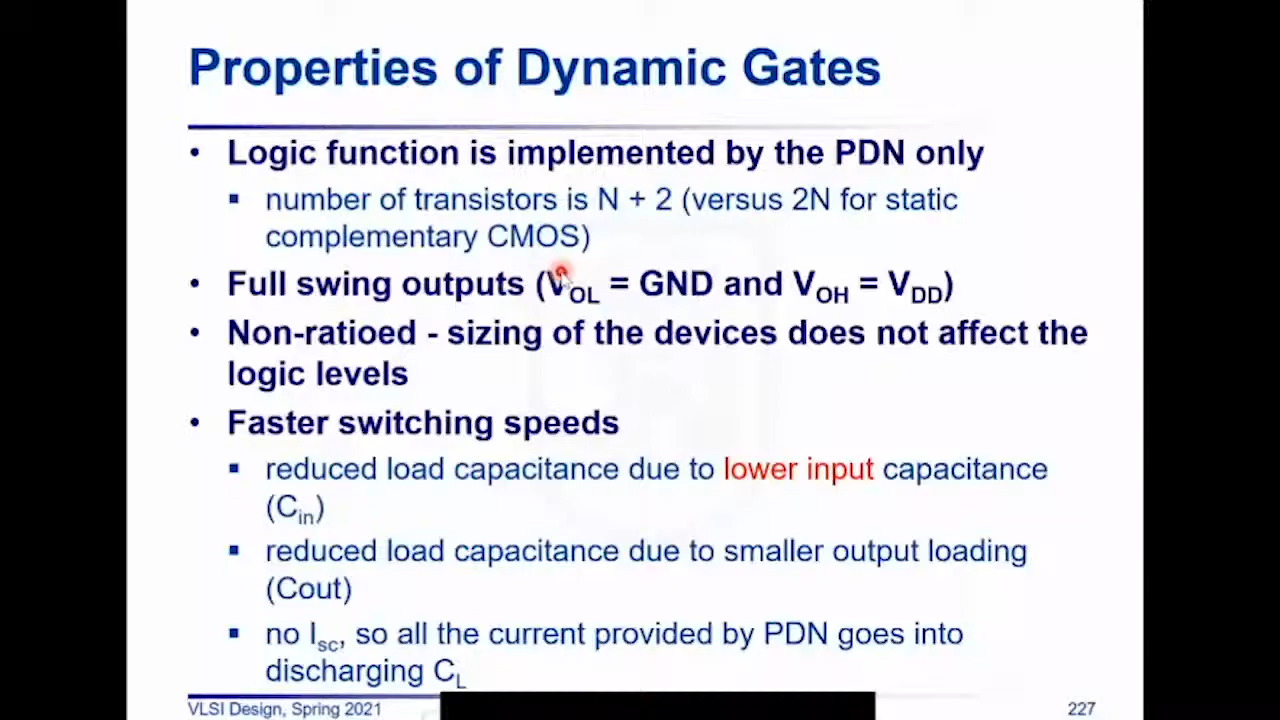 Properties of Dynamic Gates
• Logic function is implemented by the PDN only
▪ number of transistors is N + 2 (versus 2N for static
complementary CMOS)
• Full swing outputs (VOL = GND and VOH = VDD)
• Non-ratioed - sizing of the devices does not affect the
logic levels
• Faster switching speeds
▪ reduced load capacitance due to lower input capacitance
(Cin)
▪ reduced load capacitance due to smaller output loading
(Cout)
▪ no Isc, so all the current provided by PDN goes into
discharging CL
VLSI Design, Spring 2021
227